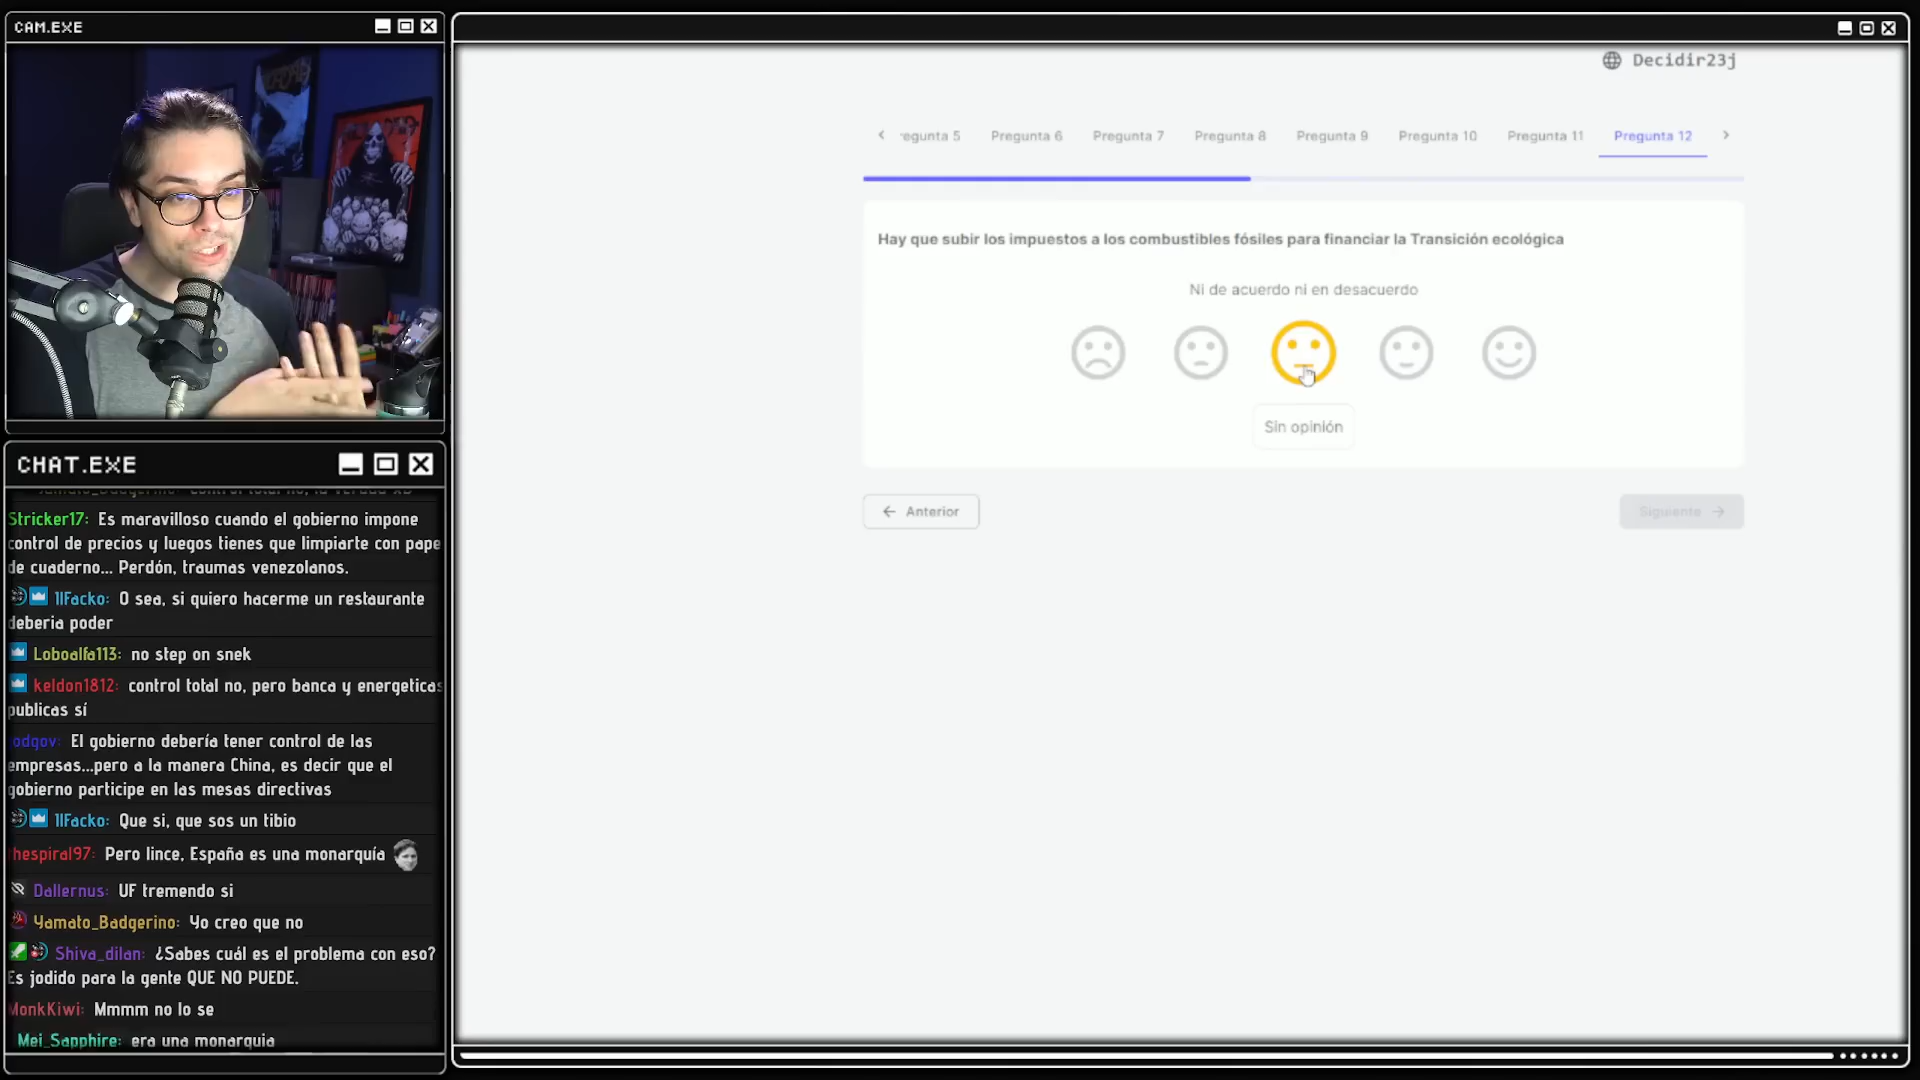 CAM.EXE
Decidir23j
regunta 5 Pregunta 6 Pregunta 7 Pregunta 8 Pregunta 9 Pregunta 10 Pregunta 11 Pregunta 12
Hay que subir los impuestos a los combustibles fósiles para financiar la Transición ecológica
Ni de acuerdo ni en desacuerdo
Sin opinión
Anterior
Siguiente
CHAT.EXE
Stricker17: Es maravilloso cuando el gobierno impone
control de precios y luegos tienes que limpiarte con pape
de cuaderno... Perdón, traumas venezolanos.
11Facko: O sea, si quiero hacerme un restaurante
deberia poder
Loboalfa113: no step on snek
keldon1812: control total no, pero banca y energeticas
publicas sí
odgov: El gobierno debería tener control de las
empresas...pero a la manera China, es decir que el
gobierno participe en las mesas directivas
11Facko: Que si, que sos un tibio
hespiral97: Pero lince, España es una monarquía
Dallernus: UF tremendo si
Yamato_Badgerino: Yo creo que no
Shiva_dilan: ¿Sabes cuál es el problema con eso?
Es jodido para la gente QUE NO PUEDE.
MonkKiwi: Mmmm no lo se
Mei_Sapphire: era una monarquia